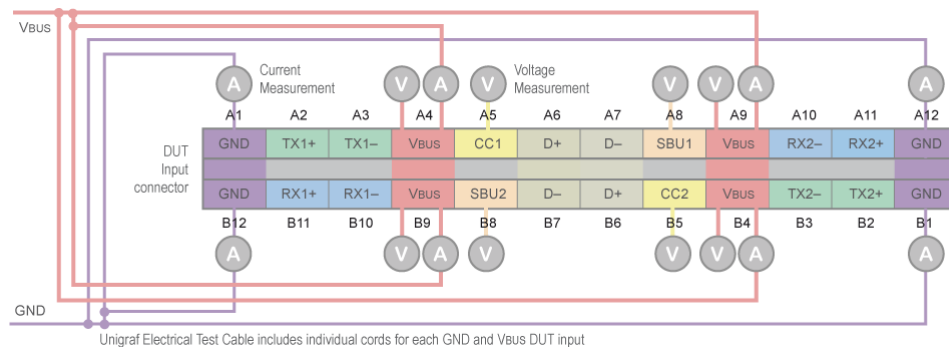 VBUS
A V A V V A A
Current
Measurement
Voltage
Measurement
A1 A2 A3 A4 A5 A6 A7 A8 A9 A10 A11 A12
DUT
Input
connector
GND TX1+ TX1– VBUS CC1 D+ D– SBU1 VBUS RX2– RX2+ GND
GND RX1+ RX1– VBUS SBU2 D– D+ CC2 VBUS TX2– TX2+ GND
B12 B11 B10 B9 B8 B7 B6 B5 B4 B3 B2 B1
A V A V V V A A
GND
Unigraf Electrical Test Cable includes individual cords for each GND and VBUS DUT input